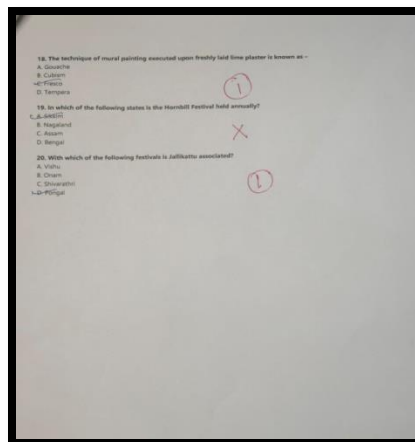 18. The technique of mural painting executed upon freshly laid lime plaster is known as –
A. Gouache
B. Cubism
C. Fresco
D. Tempera
1
19. In which of the following states is the Hornbill Festival held annually?
B. Nagaland
C. Assam
D. Bengal
X
20. With which of the following festivals is Jallikattu associated?
A. Vishu
B. Onam
C. Shivarathri
D. Pongal
1